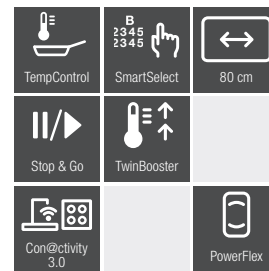 B
2345
2345
TempControl
SmartSelect
80 cm
Stop & Go
TwinBooster
Con@ctivity
3.0
PowerFlex